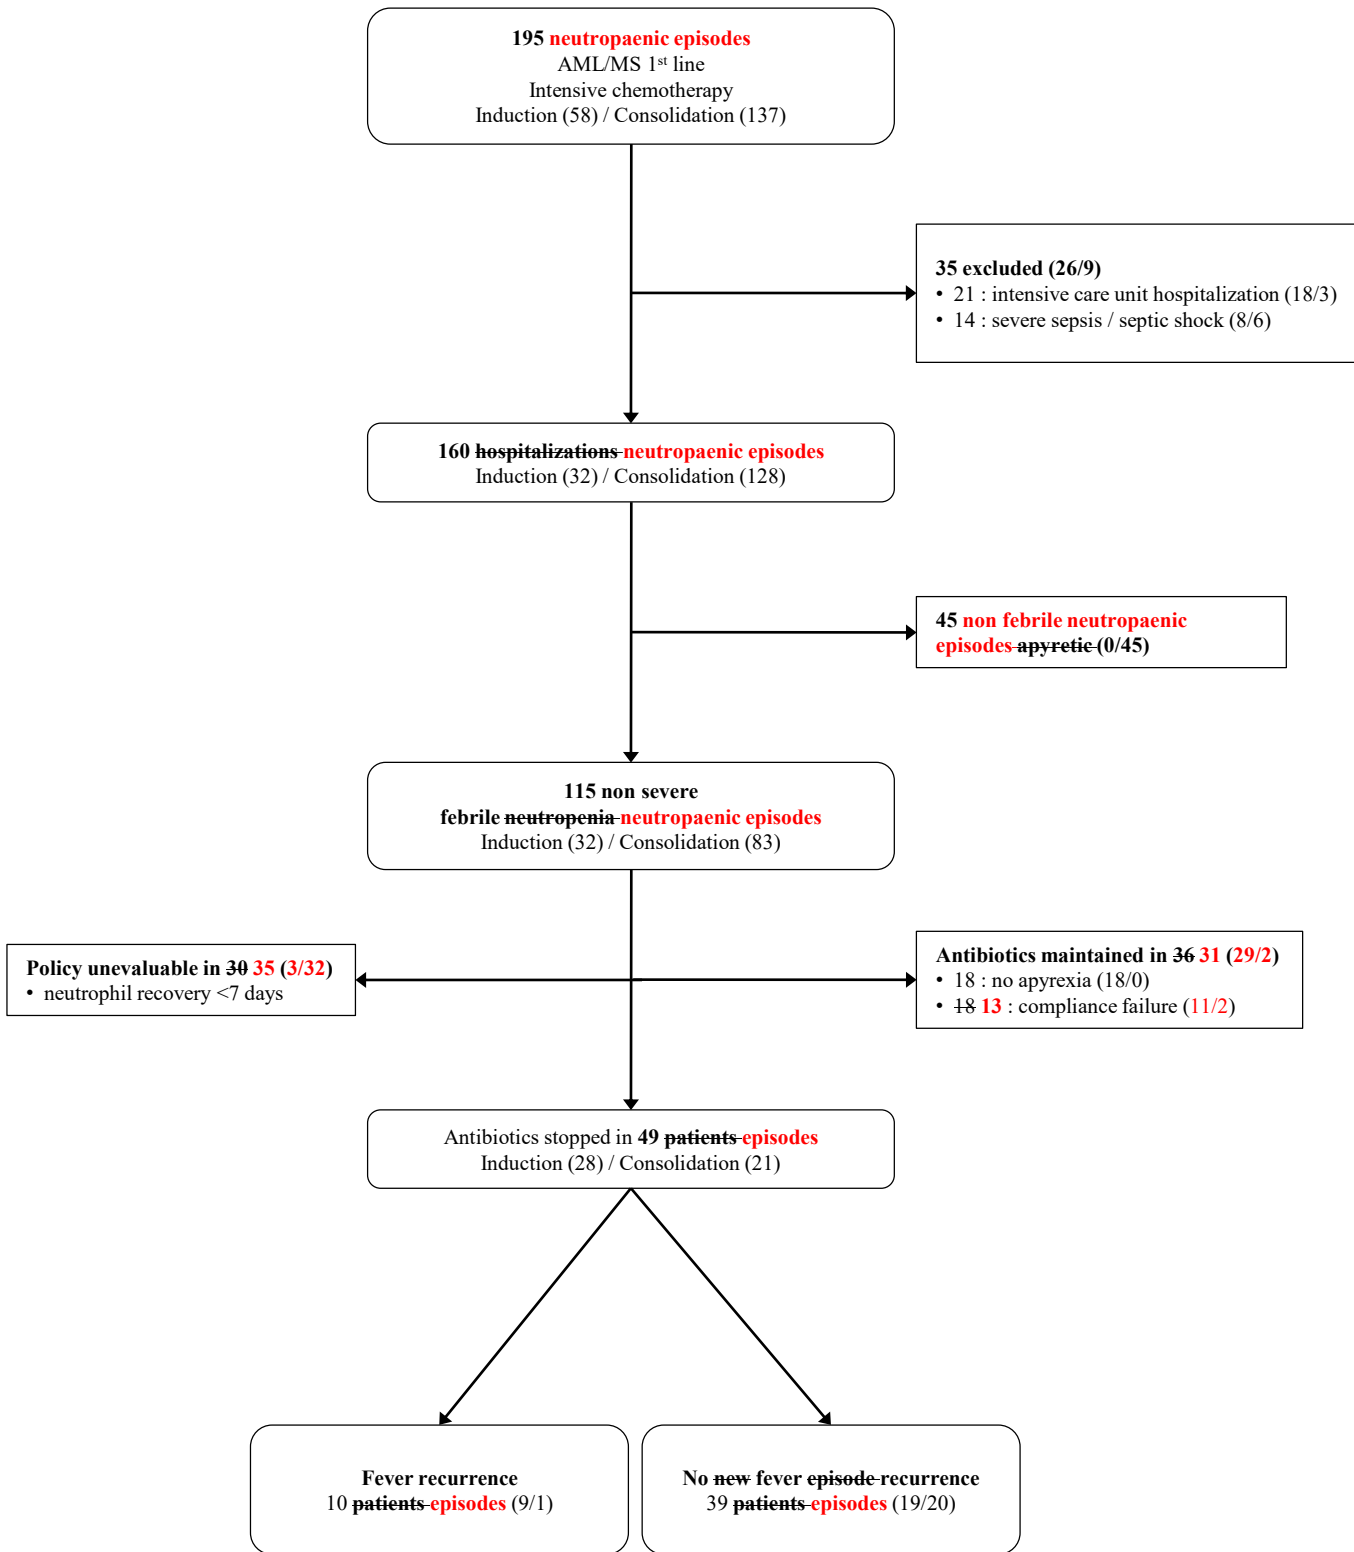 195 neutropaenic episodes
AML/MS 1st line
Intensive chemotherapy
Induction (58) / Consolidation (137)
35 excluded (26/9)
• 21 : intensive care unit hospitalization (18/3)
• 14 : severe sepsis / septic shock (8/6)
160 hospitalizations neutropaenic episodes
Induction (32) / Consolidation (128)
45 non febrile neutropaenic
episodes apyretic (0/45)
115 non severe
febrile neutropenia neutropaenic episodes
Induction (32) / Consolidation (83)
Policy unevaluable in 30 35 (3/32)
• neutrophil recovery <7 days
Antibiotics maintained in 36 31 (29/2)
• 18 : no apyrexia (18/0)
• 18 13 : compliance failure (11/2)
Antibiotics stopped in 49 patients episodes
Induction (28) / Consolidation (21)
Fever recurrence
10 patients episodes (9/1)
No new fever episode recurrence
39 patients episodes (19/20)